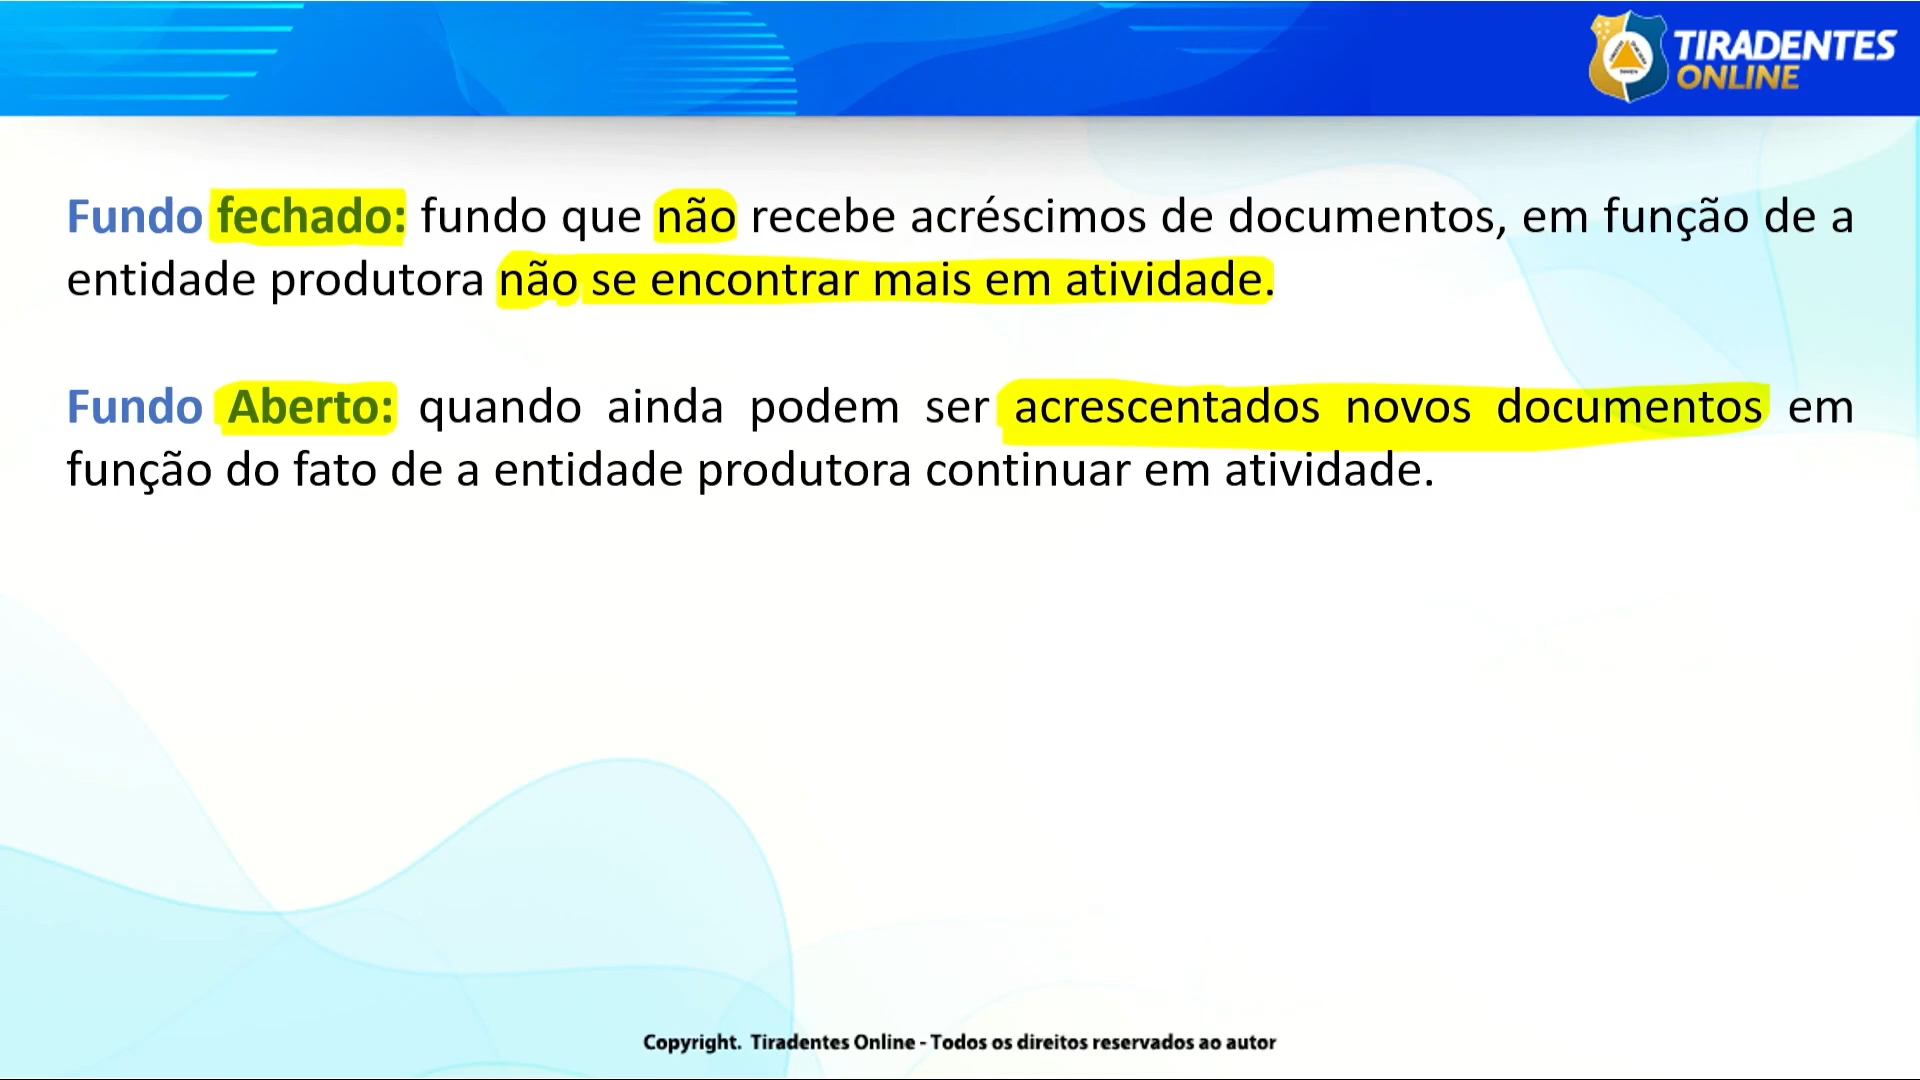 TIRADENTES
ONLINE
Fundo fechado: fundo que não recebe acréscimos de documentos, em função de a
entidade produtora não se encontrar mais em atividade.
Fundo Aberto: quando ainda podem ser acrescentados novos documentos em
função do fato de a entidade produtora continuar em atividade.
Copyright. Tiradentes Online - Todos os direitos reservados ao autor